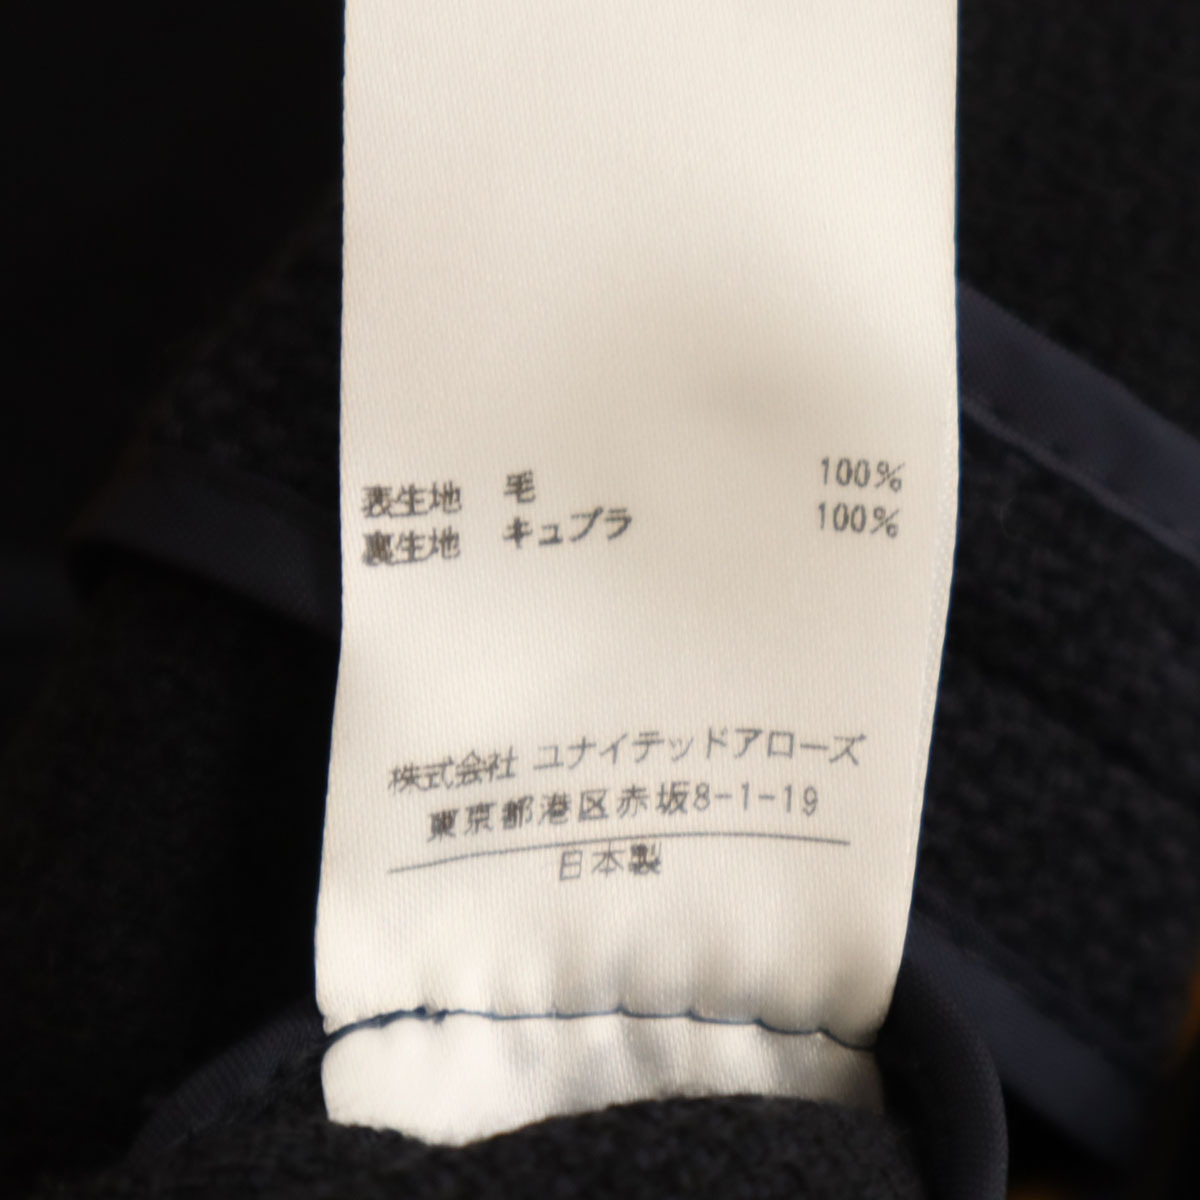 表生地 毛 100%
裏生地 キュプラ 100%
株式会社 ユナイテッドアローズ
東京都港区赤坂8-1-19
日本製